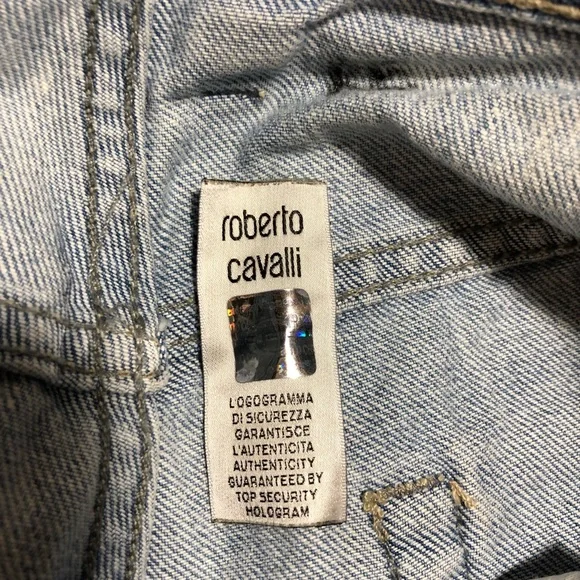 roberto
cavalli
L'OGOGRAMMA
DI SICUREZZA
GARANTISCE
L'AUTENTICITA
AUTHENTICITY
GUARANTEED BY
TOP SECURITY
HOLOGRAM